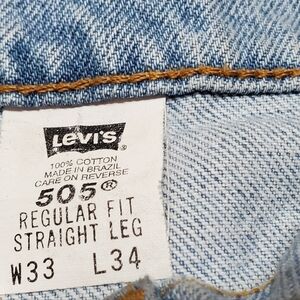 Levi's
100% COTTON
MADE IN BRAZIL
CARE ON REVERSE
505®
REGULAR FIT
STRAIGHT LEG
W33 L34